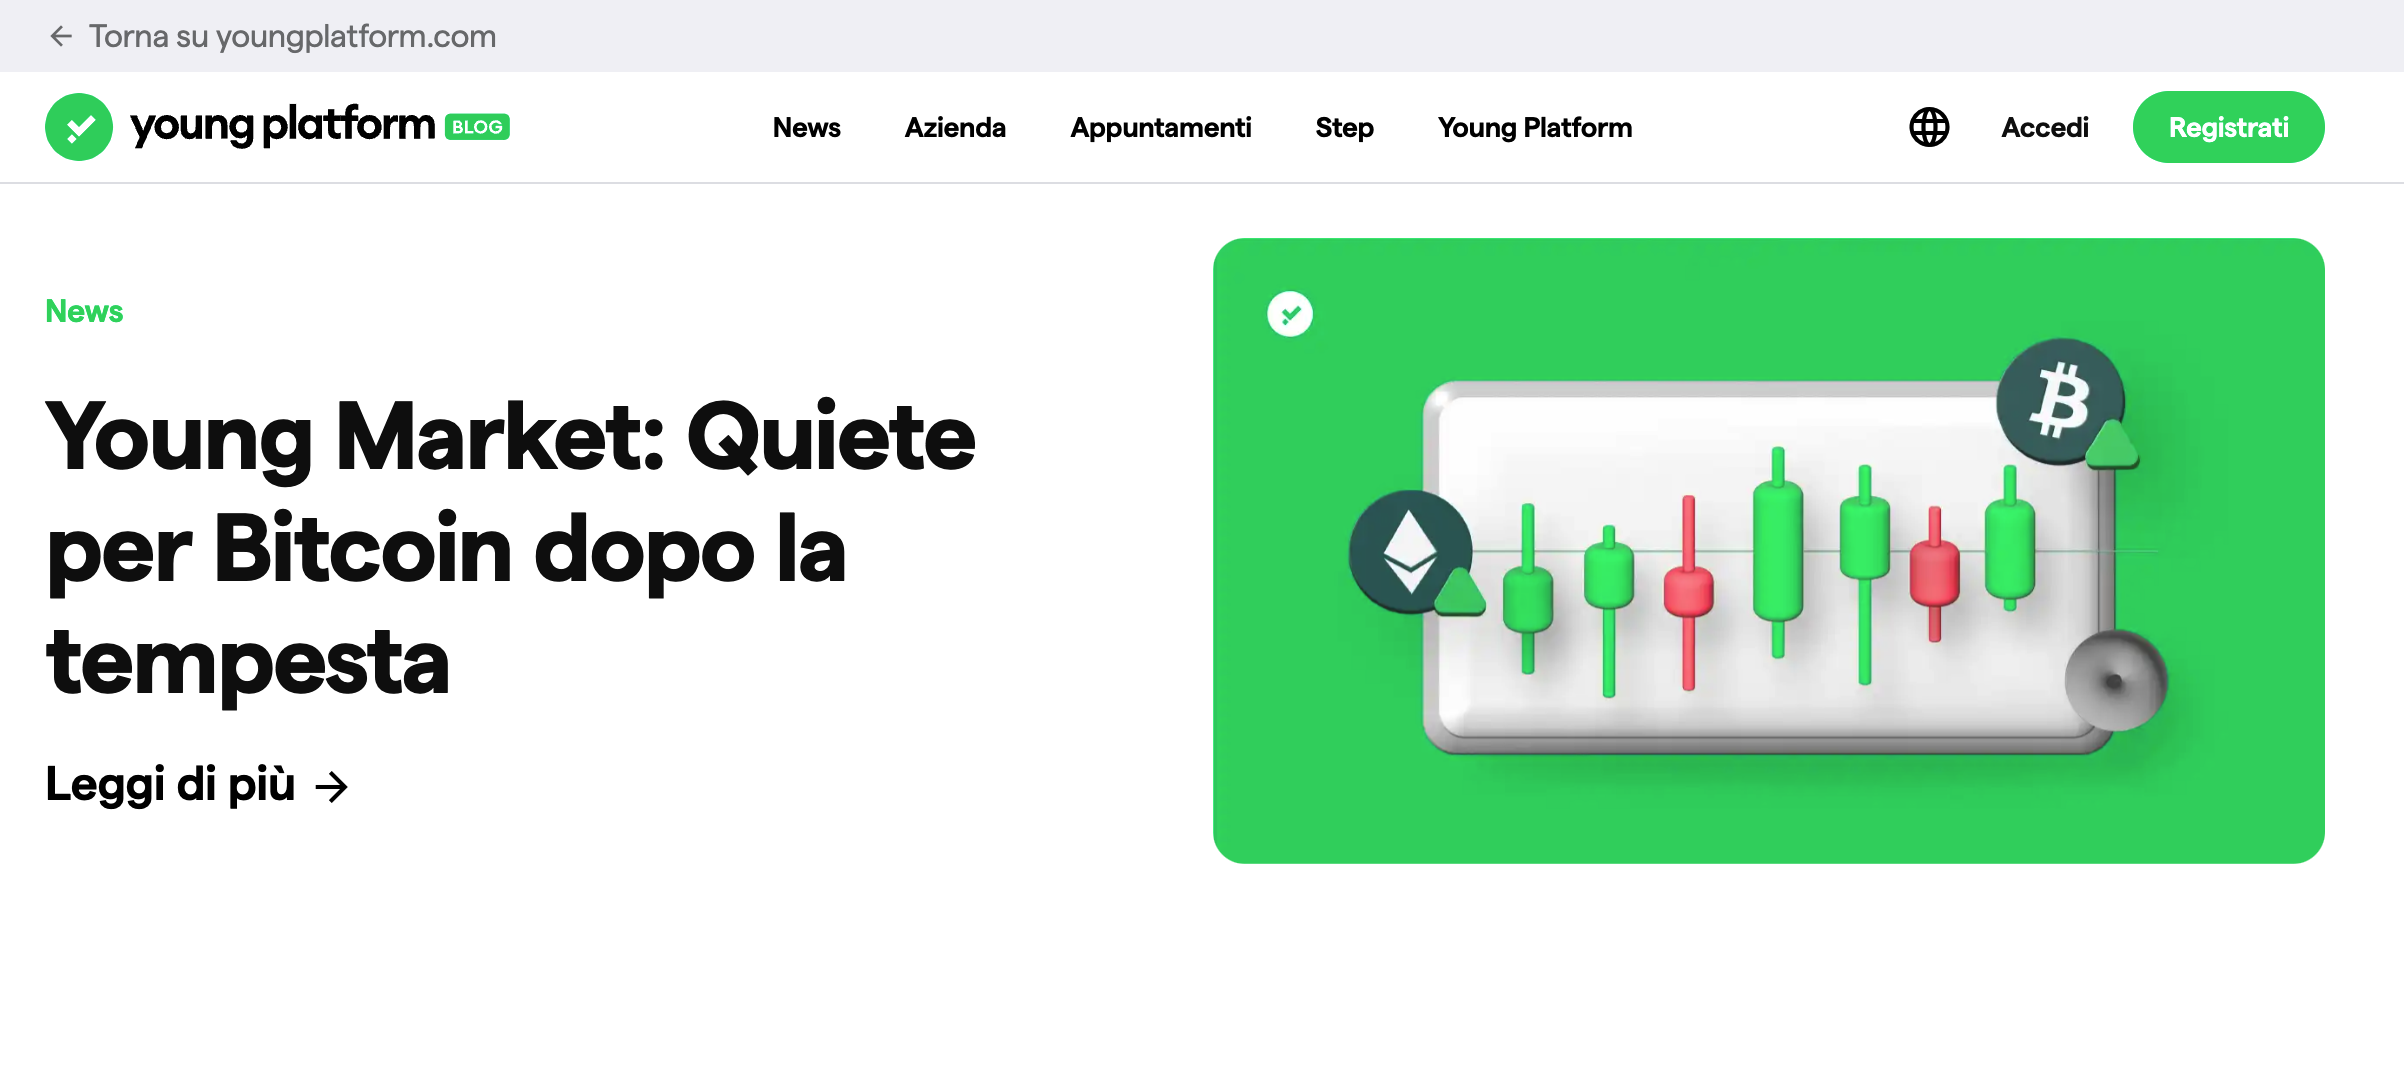 Torna su youngplatform.com
young platform BLOG
News Azienda Appuntamenti Step Young Platform
Accedi Registrati
News
Young Market: Quiete
per Bitcoin dopo la
tempesta
Leggi di più